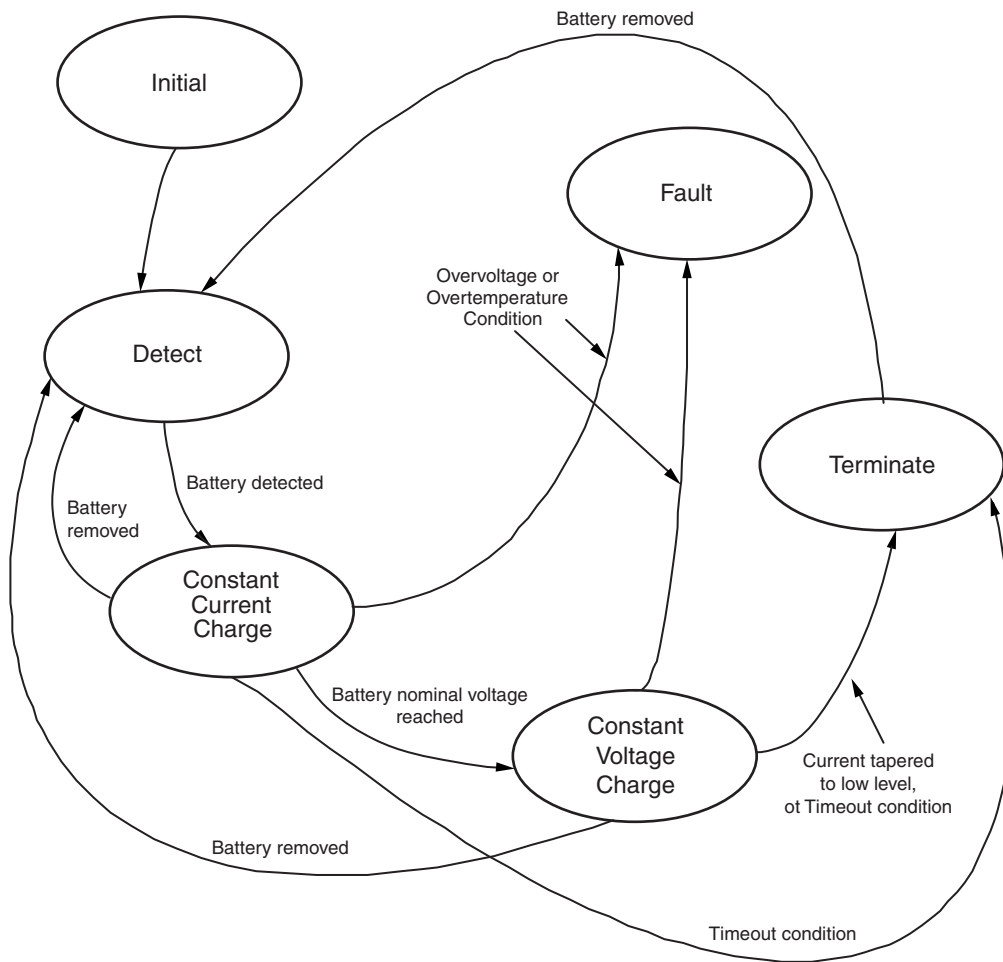 Battery removed
Initial
Fault
Overvoltage or
Overtemperature
Condition
Detect
Terminate
Battery detected
Battery
removed
Constant
Current
Charge
Battery nominal voltage
reached
Constant
Voltage
Charge
Current tapered
to low level,
ot Timeout condition
Battery removed
Timeout condition